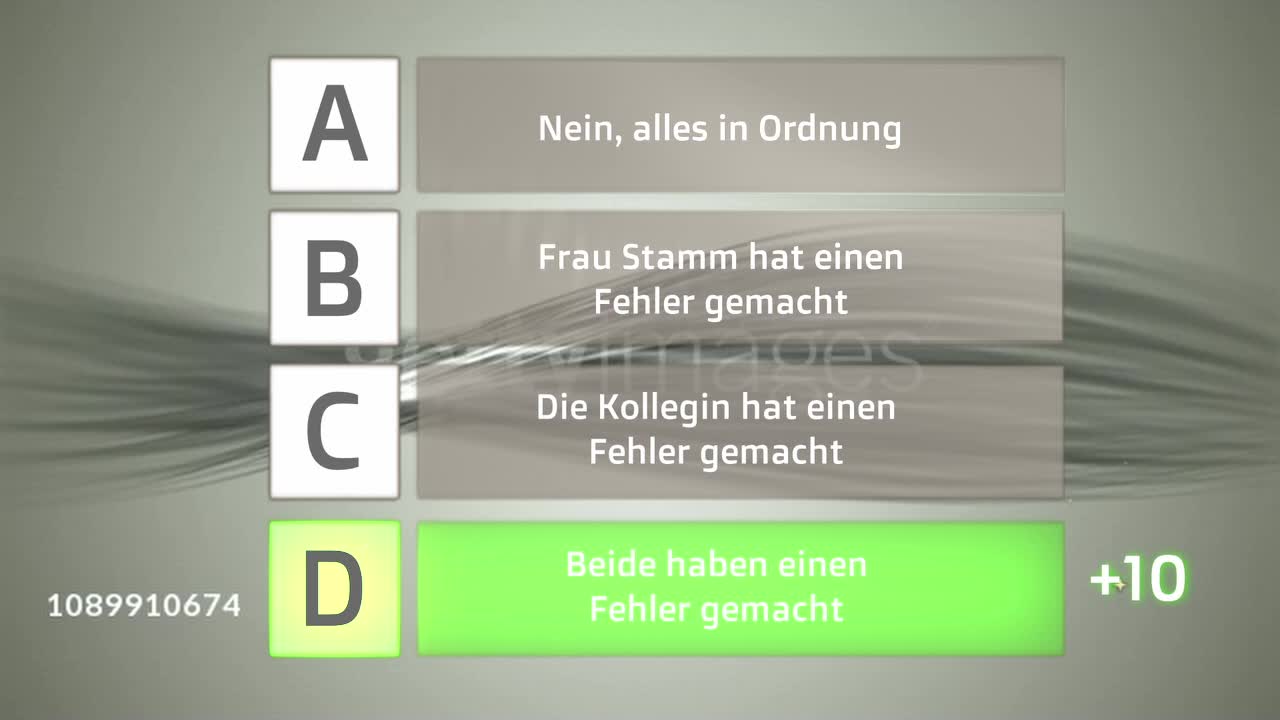 A
Nein, alles in Ordnung
B
Frau Stamm hat einen
Fehler gemacht
gettyimages
C
Die Kollegin hat einen
Fehler gemacht
D
Beide haben einen
Fehler gemacht
+10
1089910674